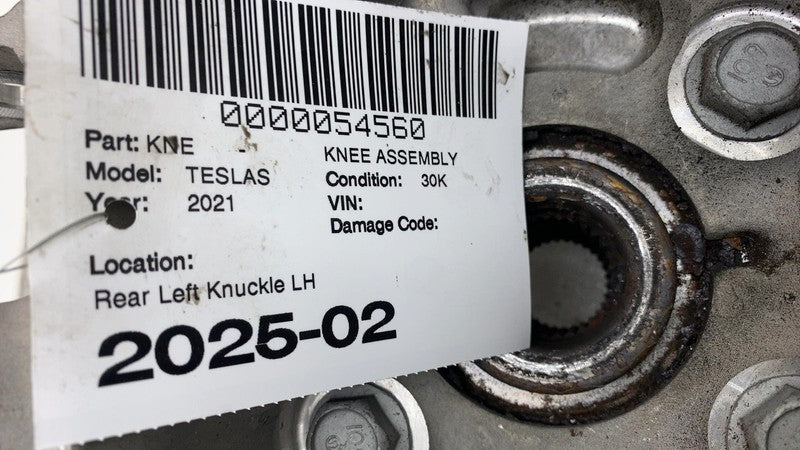 0000054560
Part: KNE - KNEE ASSEMBLY
Model: TESLAS Condition: 30K
Year: 2021 VIN:
Damage Code:
Location:
Rear Left Knuckle LH
2025-02